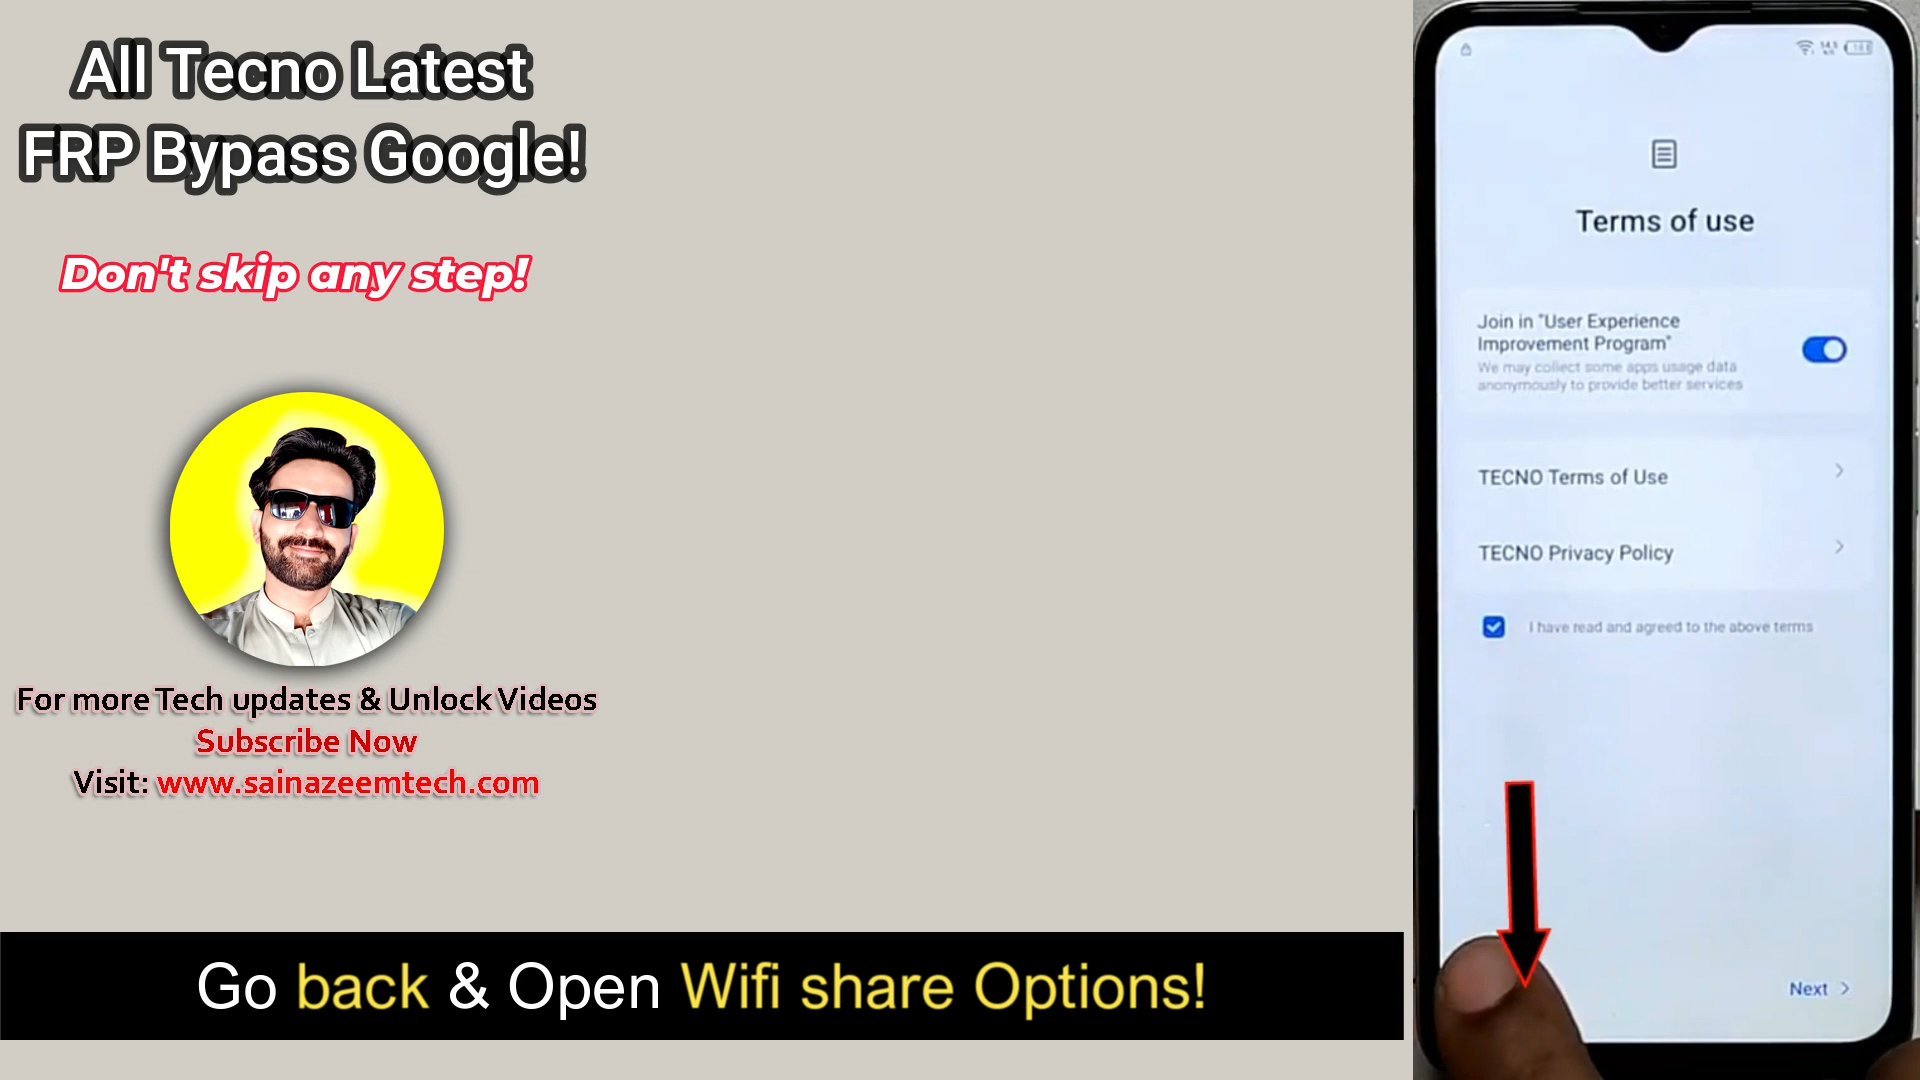 All Tecno Latest
FRP Bypass Google!
Don't skip any step!
For more Tech updates & Unlock Videos
Subscribe Now
Visit: www.sainazeemtech.com
Go back & Open Wifi share Options!
Terms of use
Join in "User Experience
Improvement Program"
We may collect some apps usage data
anonymously to provide better services
TECNO Terms of Use
TECNO Privacy Policy
I have read and agreed to the above terms
Next